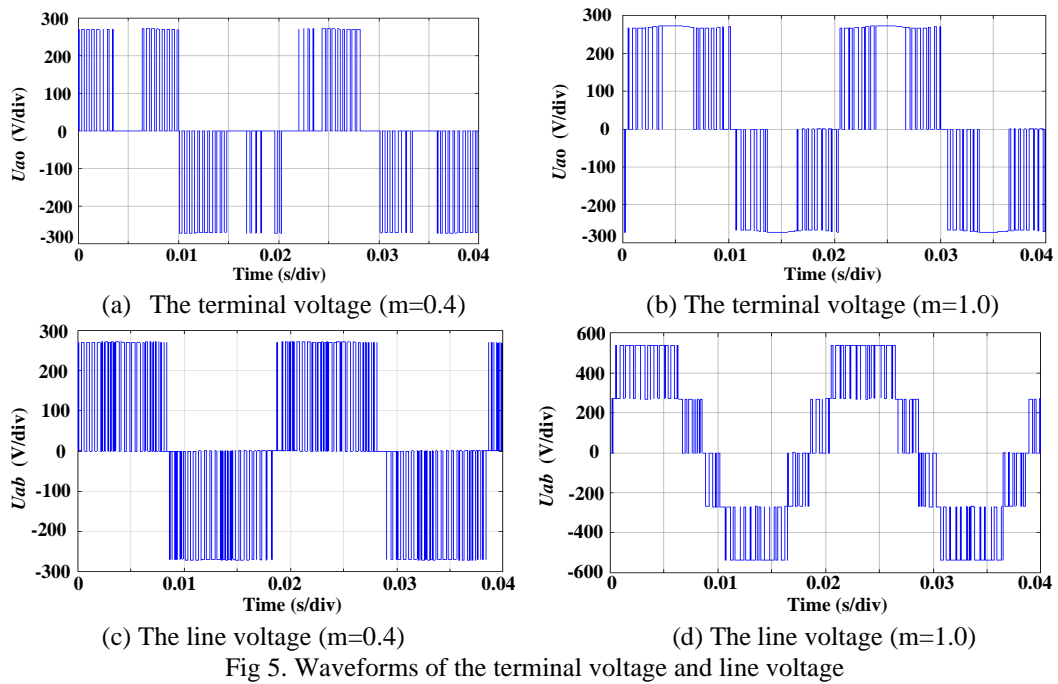 300
200
100
0
-100
-200
-300
Uao (V/div)
0 0.01 0.02 0.03 0.04
Time (s/div)
(a) The terminal voltage (m=0.4)
300
200
100
0
-100
-200
-300
Uao (V/div)
0 0.01 0.02 0.03 0.04
Time (s/div)
(b) The terminal voltage (m=1.0)
300
200
100
0
-100
-200
-300
Uab (V/div)
0 0.01 0.02 0.03 0.04
Time (s/div)
(c) The line voltage (m=0.4)
600
400
200
0
-200
-400
-600
Uab (V/div)
0 0.01 0.02 0.03 0.04
Time (s/div)
(d) The line voltage (m=1.0)
Fig 5. Waveforms of the terminal voltage and line voltage